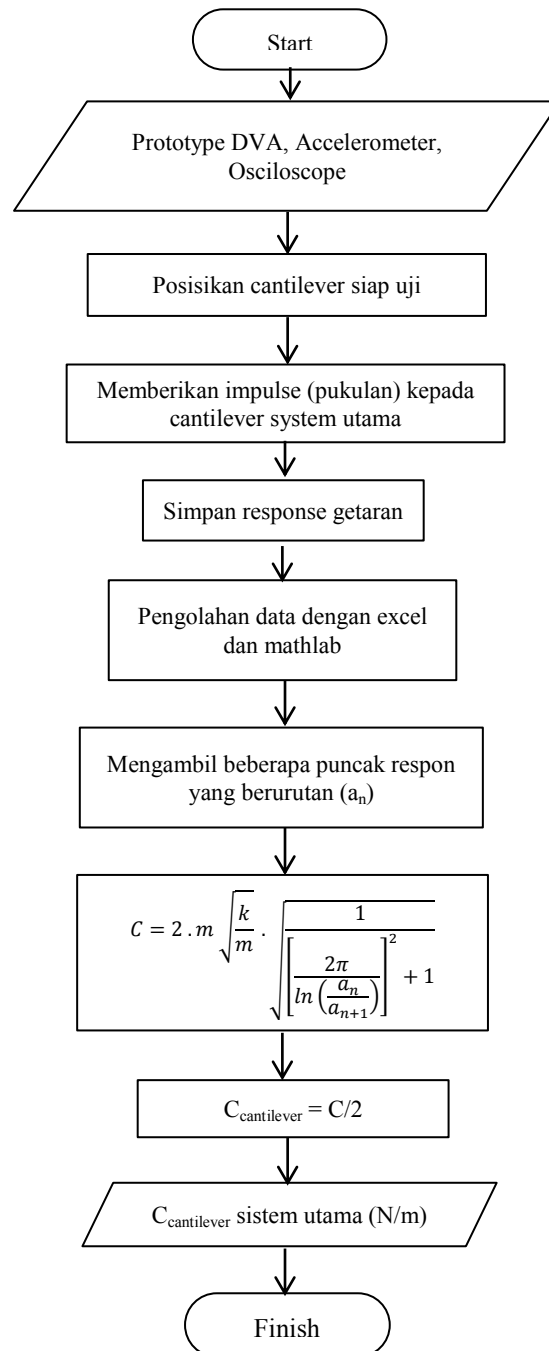 Start
Prototype DVA, Accelerometer,
Osciloscope
Posisikan cantilever siap uji
Memberikan impulse (pukulan) kepada
cantilever system utama
Simpan response getaran
Pengolahan data dengan excel
dan mathlab
Mengambil beberapa puncak respon
yang berurutan (aₙ)
C = 2 . m √(k/m) . √(1 / ([2π / ln(aₙ/aₙ₊₁)]² + 1))
C_cantilever = C/2
C_cantilever sistem utama (N/m)
Finish